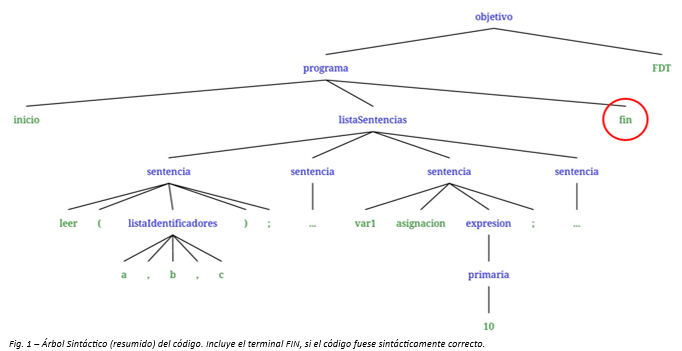 objetivo
programa FDT
inicio listaSentencias fin
sentencia sentencia sentencia sentencia
leer ( listaIdentificadores ) ; ... var1 asignacion expresion ; ...
a , b , c primaria
10
Fig. 1 – Árbol Sintáctico (resumido) del código. Incluye el terminal FIN, si el código fuese sintácticamente correcto.